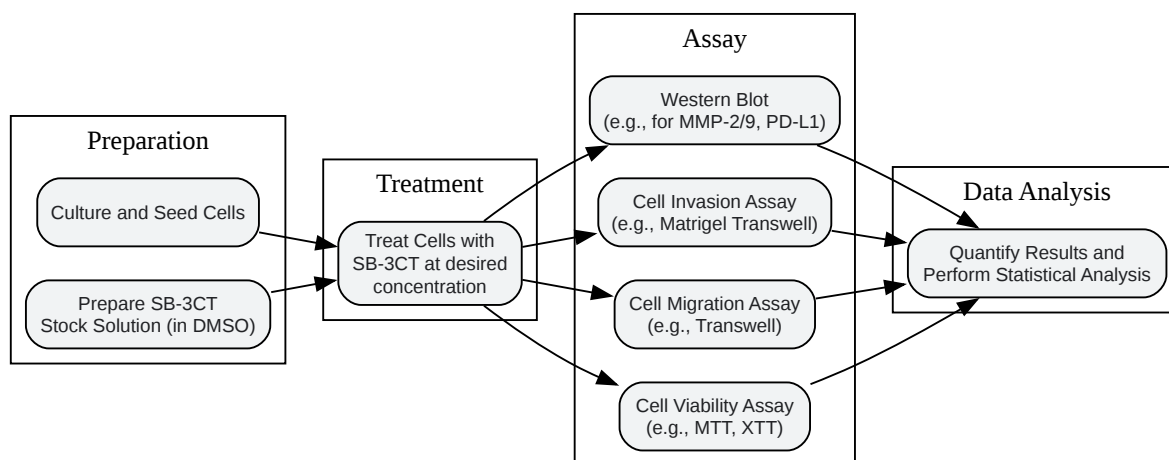 Preparation
Culture and Seed Cells
Prepare SB-3CT
Stock Solution (in DMSO)
Treatment
Treat Cells with
SB-3CT at desired
concentration
Assay
Western Blot
(e.g., for MMP-2/9, PD-L1)
Cell Invasion Assay
(e.g., Matrigel Transwell)
Cell Migration Assay
(e.g., Transwell)
Cell Viability Assay
(e.g., MTT, XTT)
Data Analysis
Quantify Results and
Perform Statistical Analysis